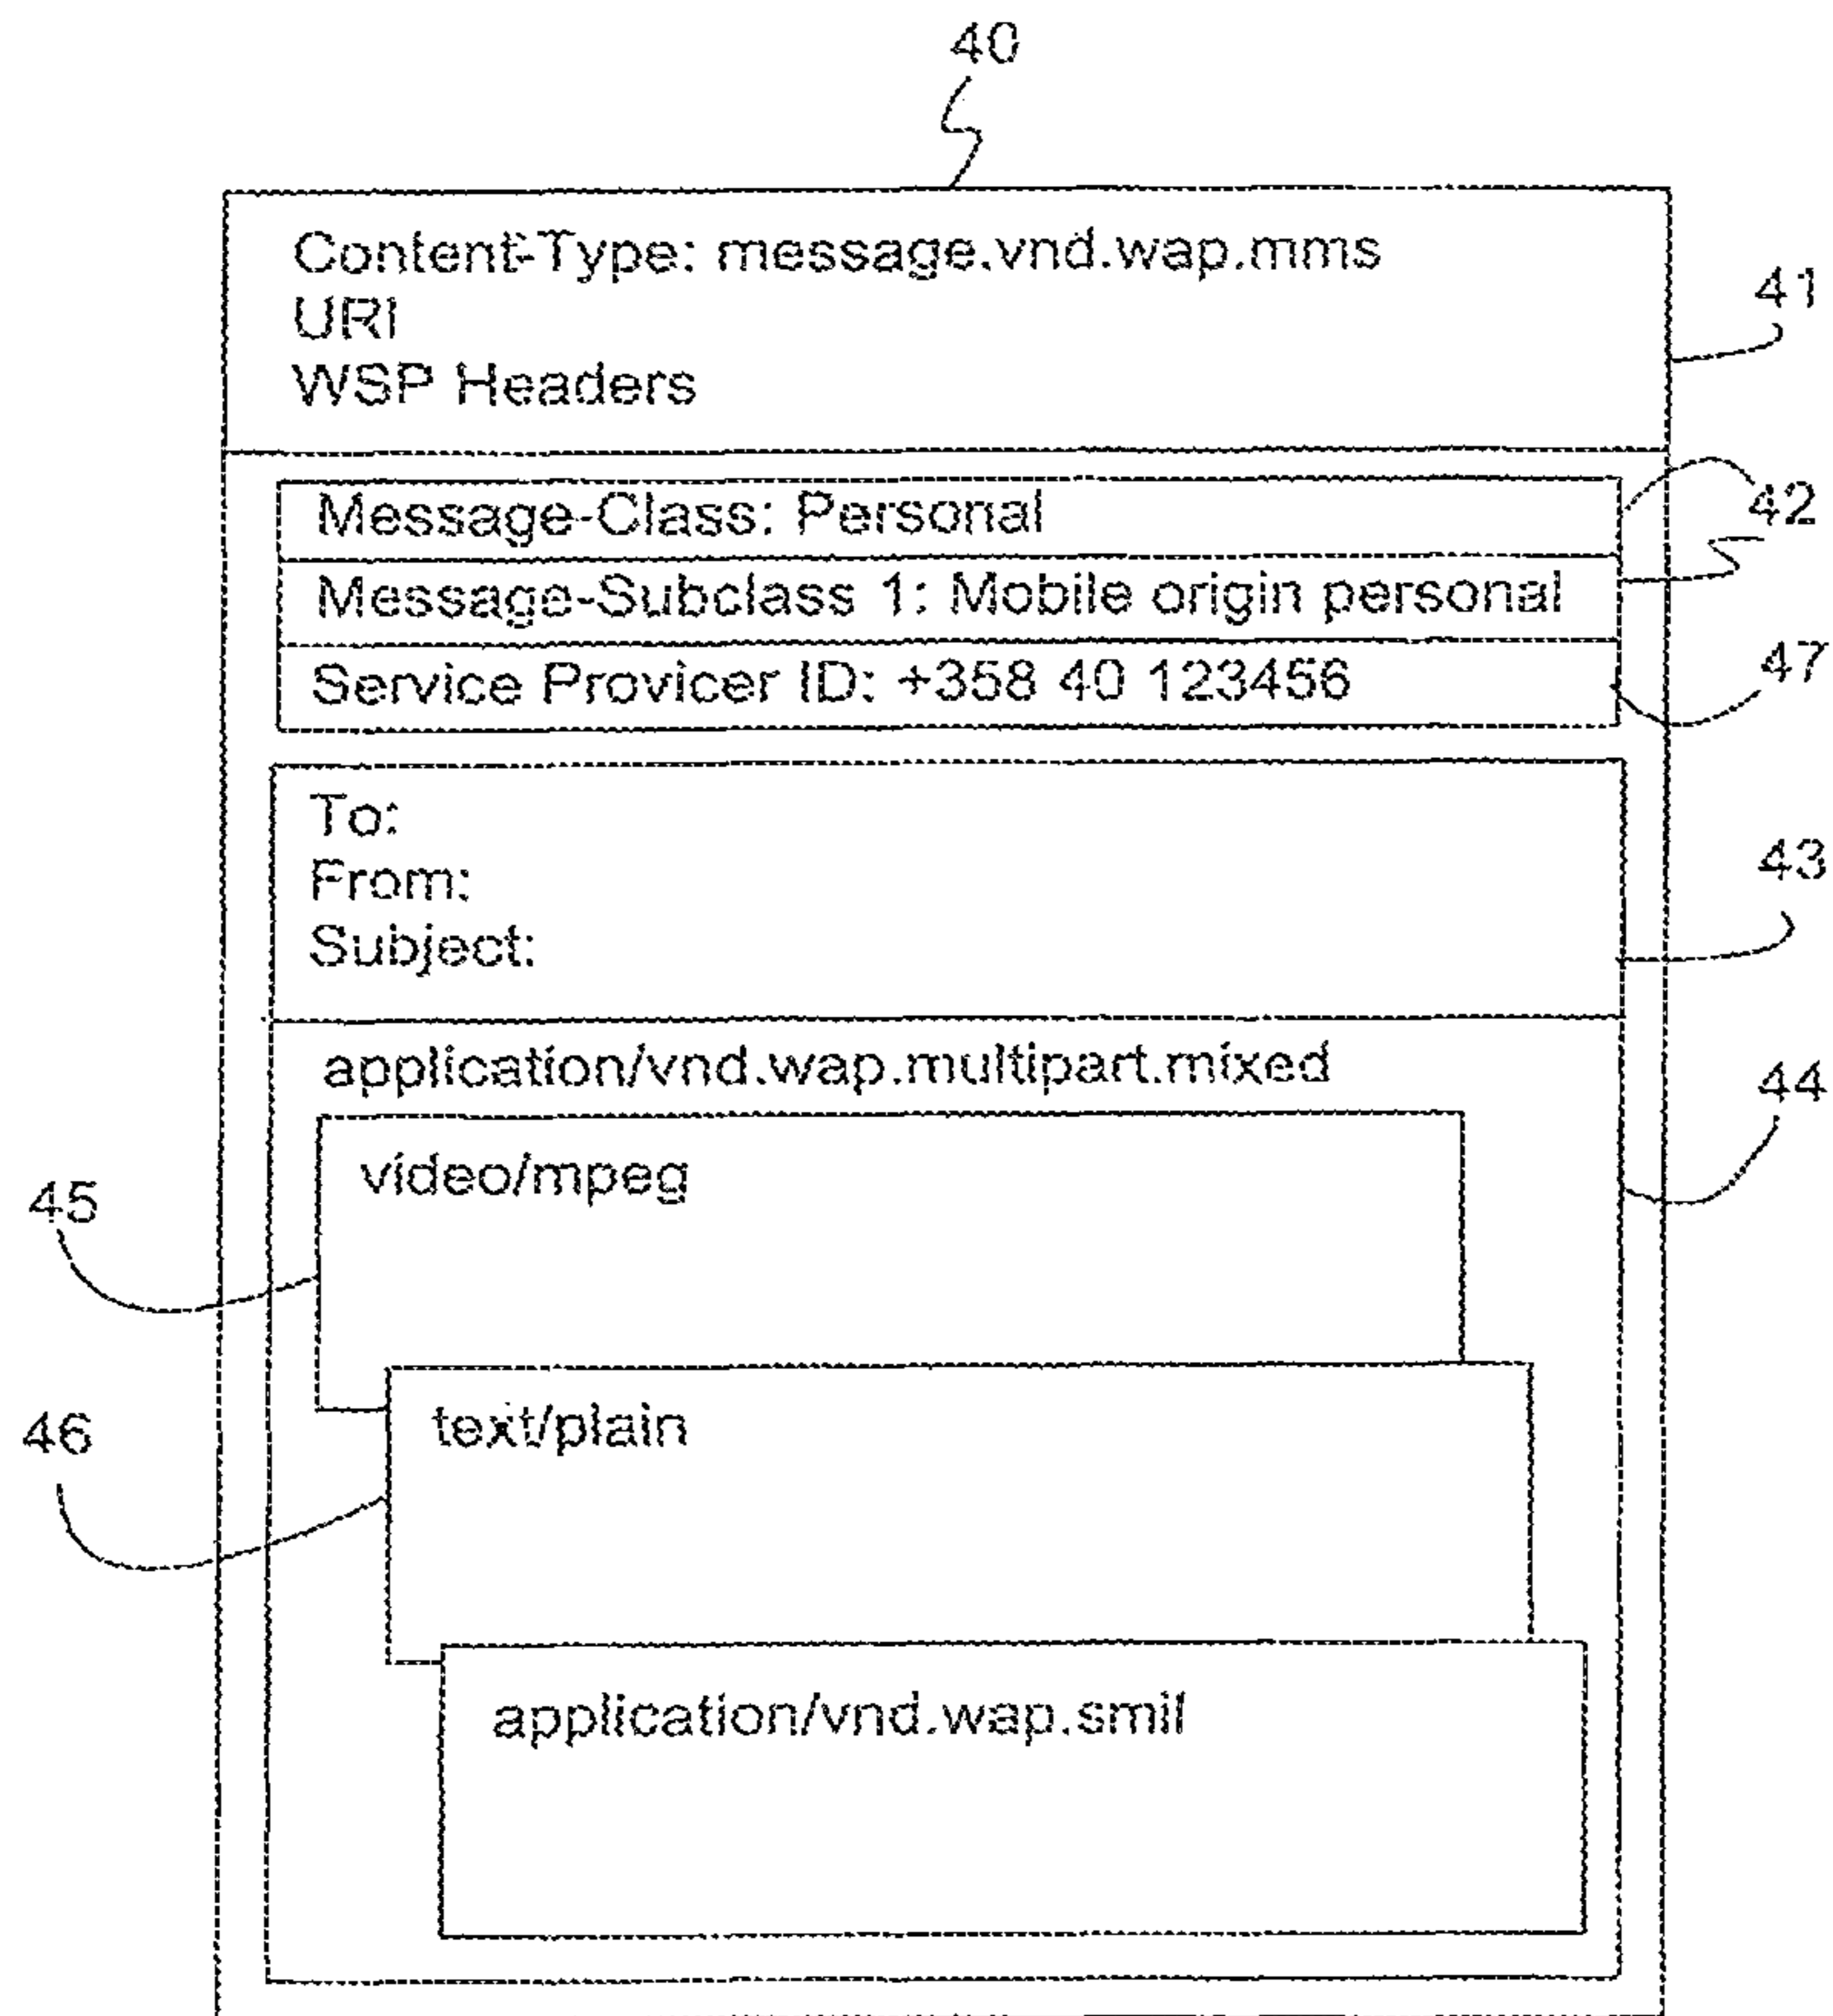 40
Content-Type: message.vnd.wap.mms
URI
WSP Headers
41
Message-Class: Personal
42
Message-Subclass 1: Mobile origin personal
Service Provicer ID: +358 40 123456
47
To:
From:
Subject:
43
application/vnd.wap.multipart.mixed
44
video/mpeg
45
text/plain
46
application/vnd.wap.smil